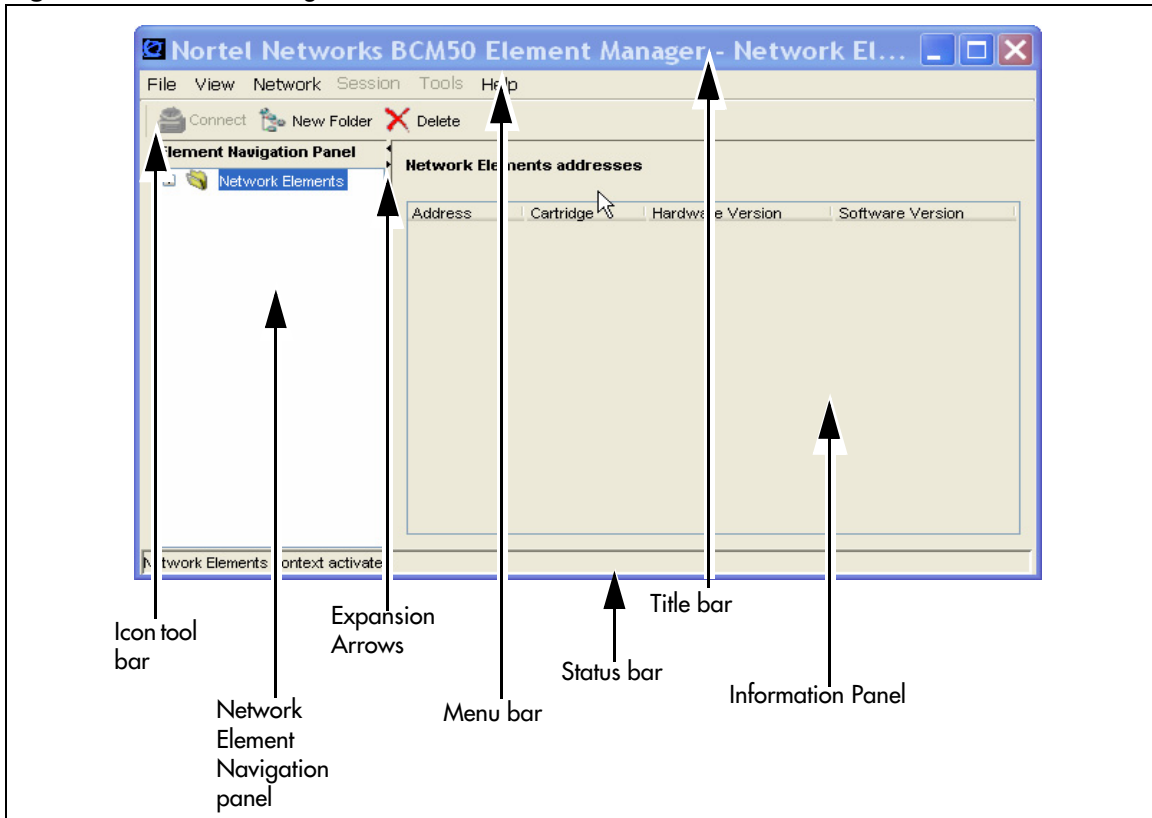 Nortel Networks BCM50 Element Manager - Network El...
File View Network Session Tools Help
Connect New Folder Delete
Element Navigation Panel
Network Elements
Network Elements addresses
Address Cartridge Hardware Version Software Version
Network Elements context activate
Icon tool
bar
Expansion
Arrows
Title bar
Status bar
Information Panel
Menu bar
Network
Element
Navigation
panel